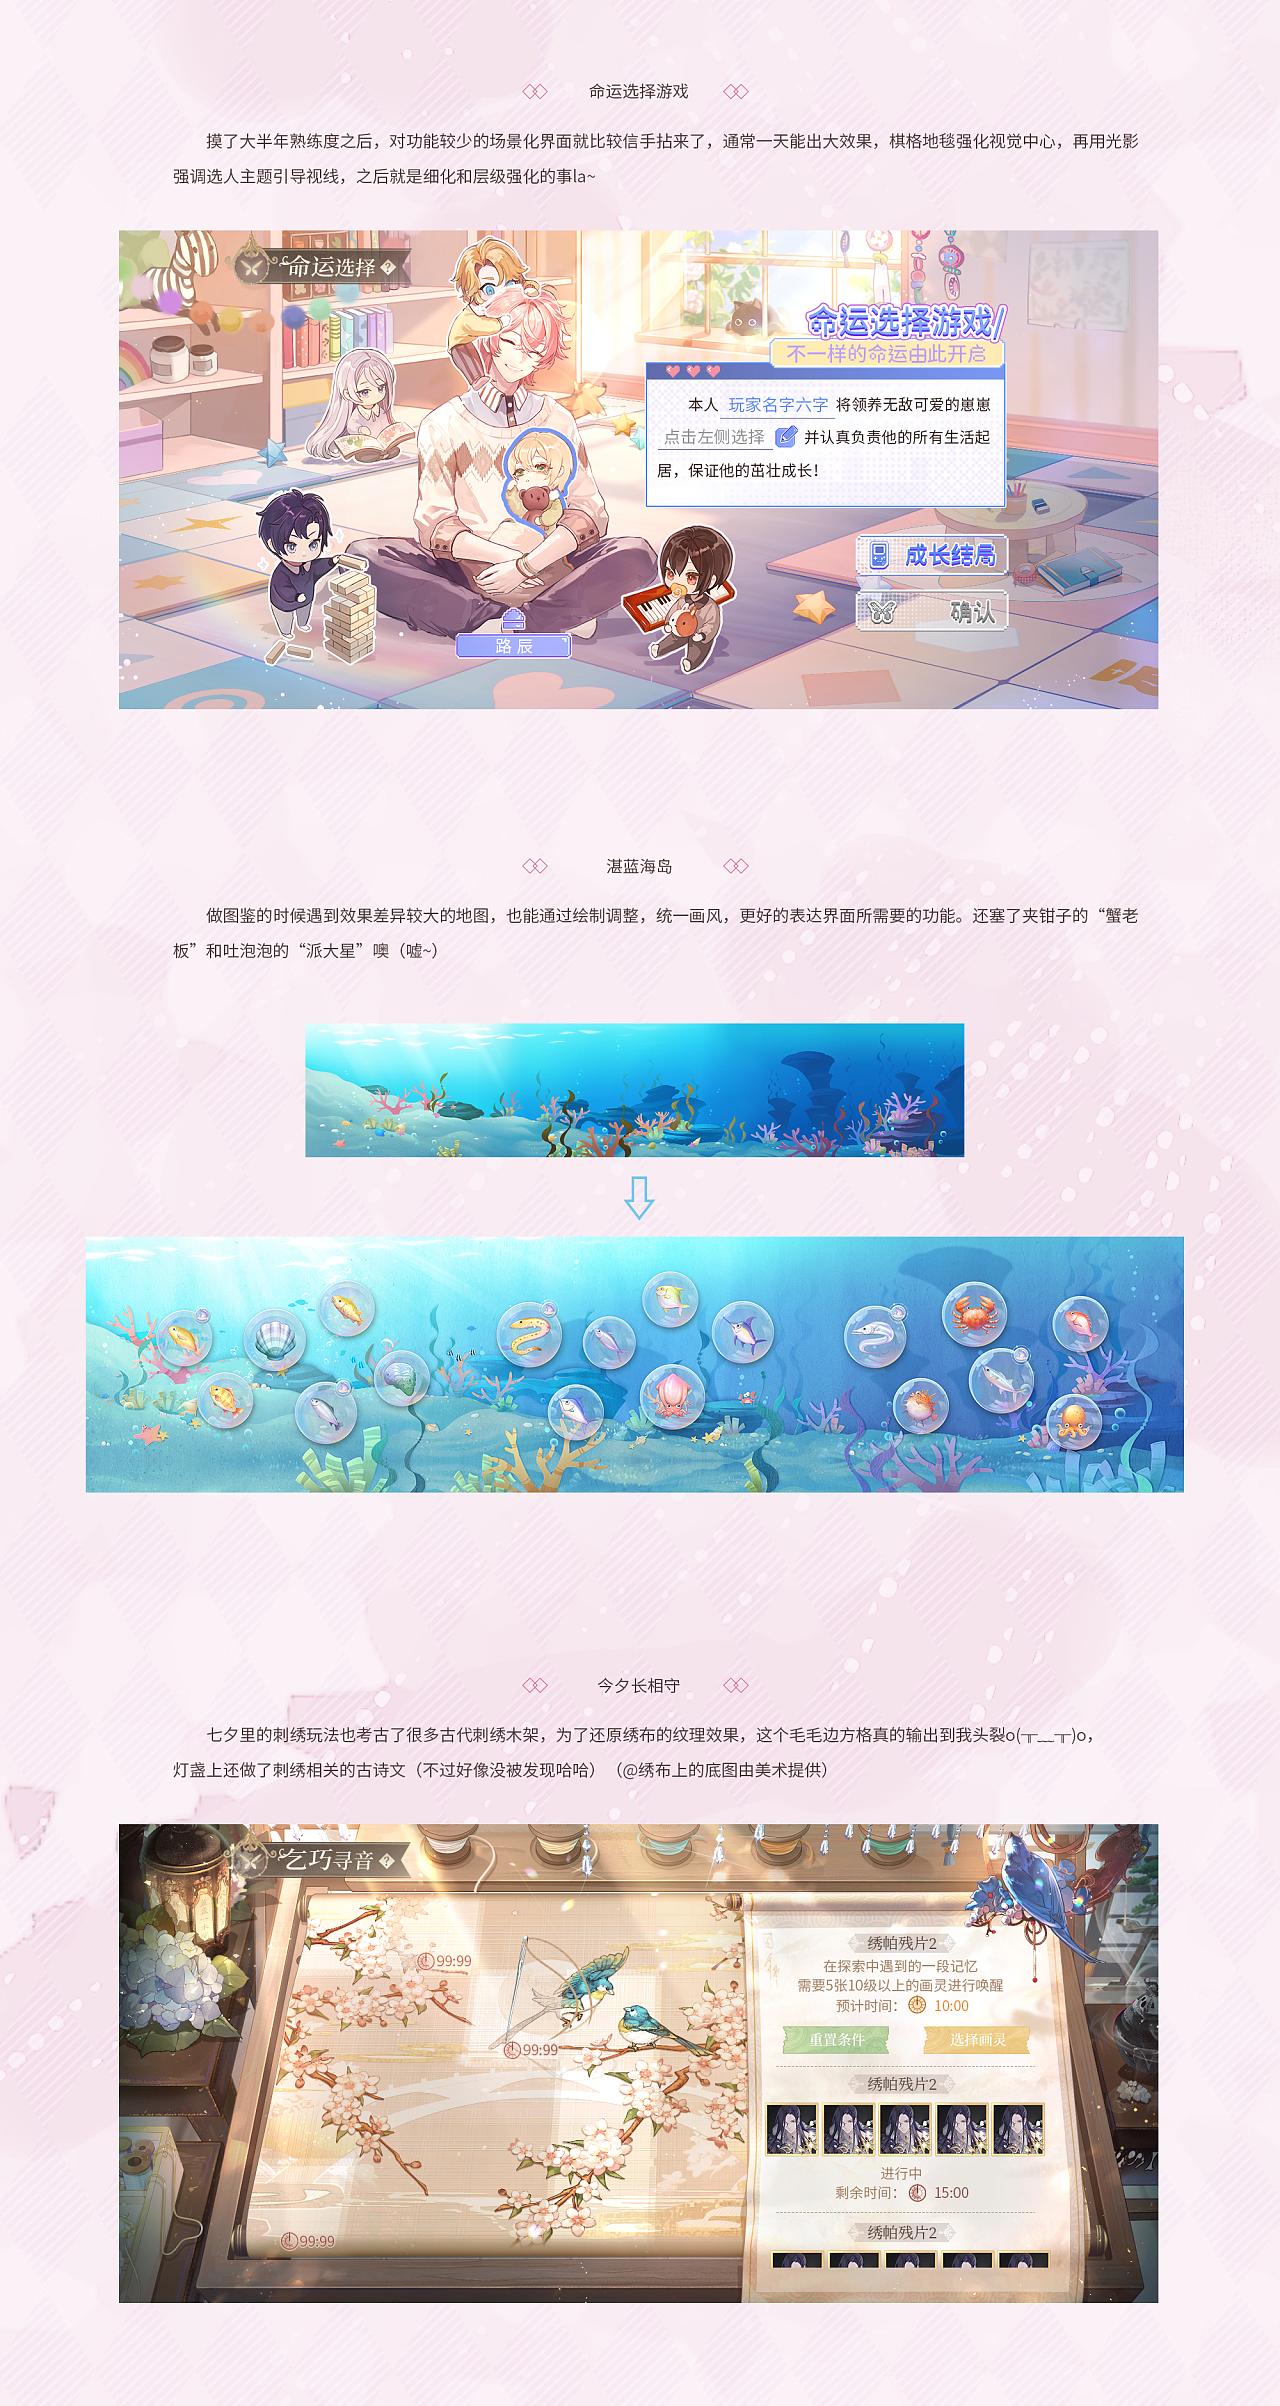 命运选择游戏
摸了大半年熟练度之后，对功能较少的场景化界面就比较信手拈来了，通常一天能出大效果，棋格地毯强化视觉中心，再用光影
强调选人主题引导视线，之后就是细化和层级强化的事la~
命运选择 ?
命运选择游戏/
不一样的命运由此开启
本人 玩家名字六字 将领养无敌可爱的崽崽
点击左侧选择 并认真负责他的所有生活起
居，保证他的茁壮成长！
成长结局
确认
路辰
湛蓝海岛
做图鉴的时候遇到效果差异较大的地图，也能通过绘制调整，统一画风，更好的表达界面所需要的功能。还塞了夹钳子的“蟹老
板”和吐泡泡的“派大星”噢（嘘~）
今夕长相守
七夕里的刺绣玩法也考古了很多古代刺绣木架，为了还原绣布的纹理效果，这个毛毛边方格真的输出到我头裂o(╥﹏╥)o，
灯盏上还做了刺绣相关的古诗文（不过好像没被发现哈哈）（@绣布上的底图由美术提供）
乞巧寻音 ?
99:99
99:99
99:99
绣帕残片2
在探索中遇到的一段记忆
需要5张10级以上的画灵进行唤醒
预计时间： 10:00
重置条件 选择画灵
绣帕残片2
进行中
剩余时间： 15:00
绣帕残片2